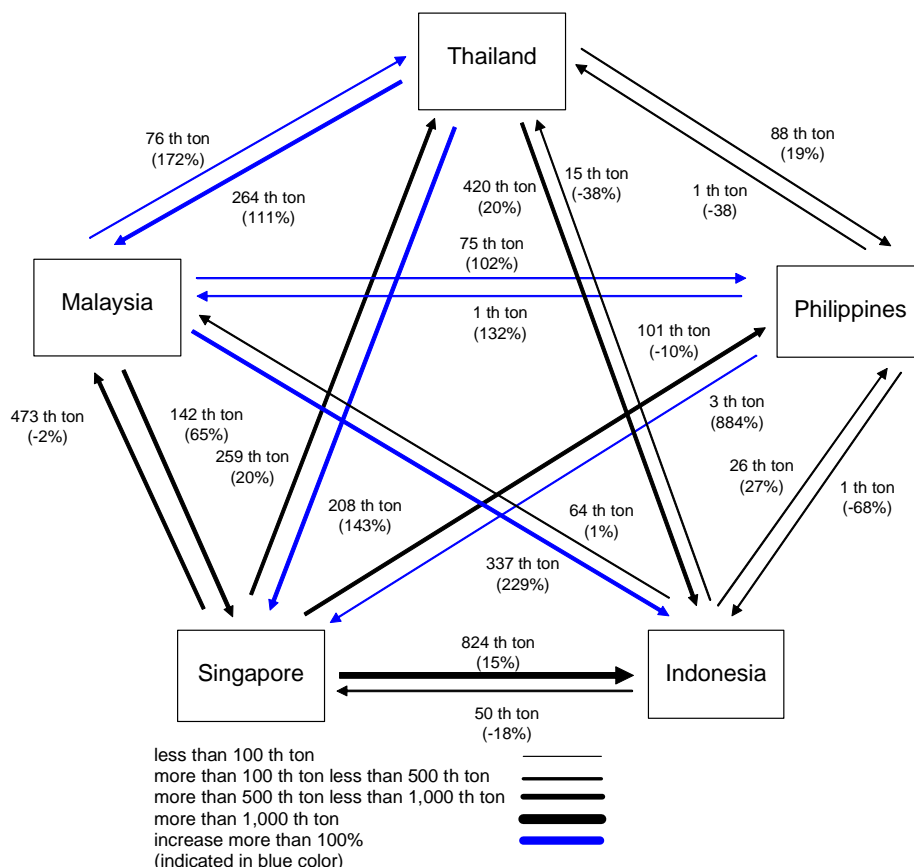 Thailand
76 th ton
(172%)
264 th ton
(111%)
420 th ton
(20%)
15 th ton
(-38%)
88 th ton
(19%)
1 th ton
(-38)
75 th ton
(102%)
Malaysia
Philippines
1 th ton
(132%)
101 th ton
(-10%)
473 th ton
(-2%)
142 th ton
(65%)
259 th ton
(20%)
3 th ton
(884%)
26 th ton
(27%)
1 th ton
(-68%)
208 th ton
(143%)
64 th ton
(1%)
337 th ton
(229%)
Singapore
824 th ton
(15%)
Indonesia
50 th ton
(-18%)
less than 100 th ton
more than 100 th ton less than 500 th ton
more than 500 th ton less than 1,000 th ton
more than 1,000 th ton
increase more than 100%
(indicated in blue color)